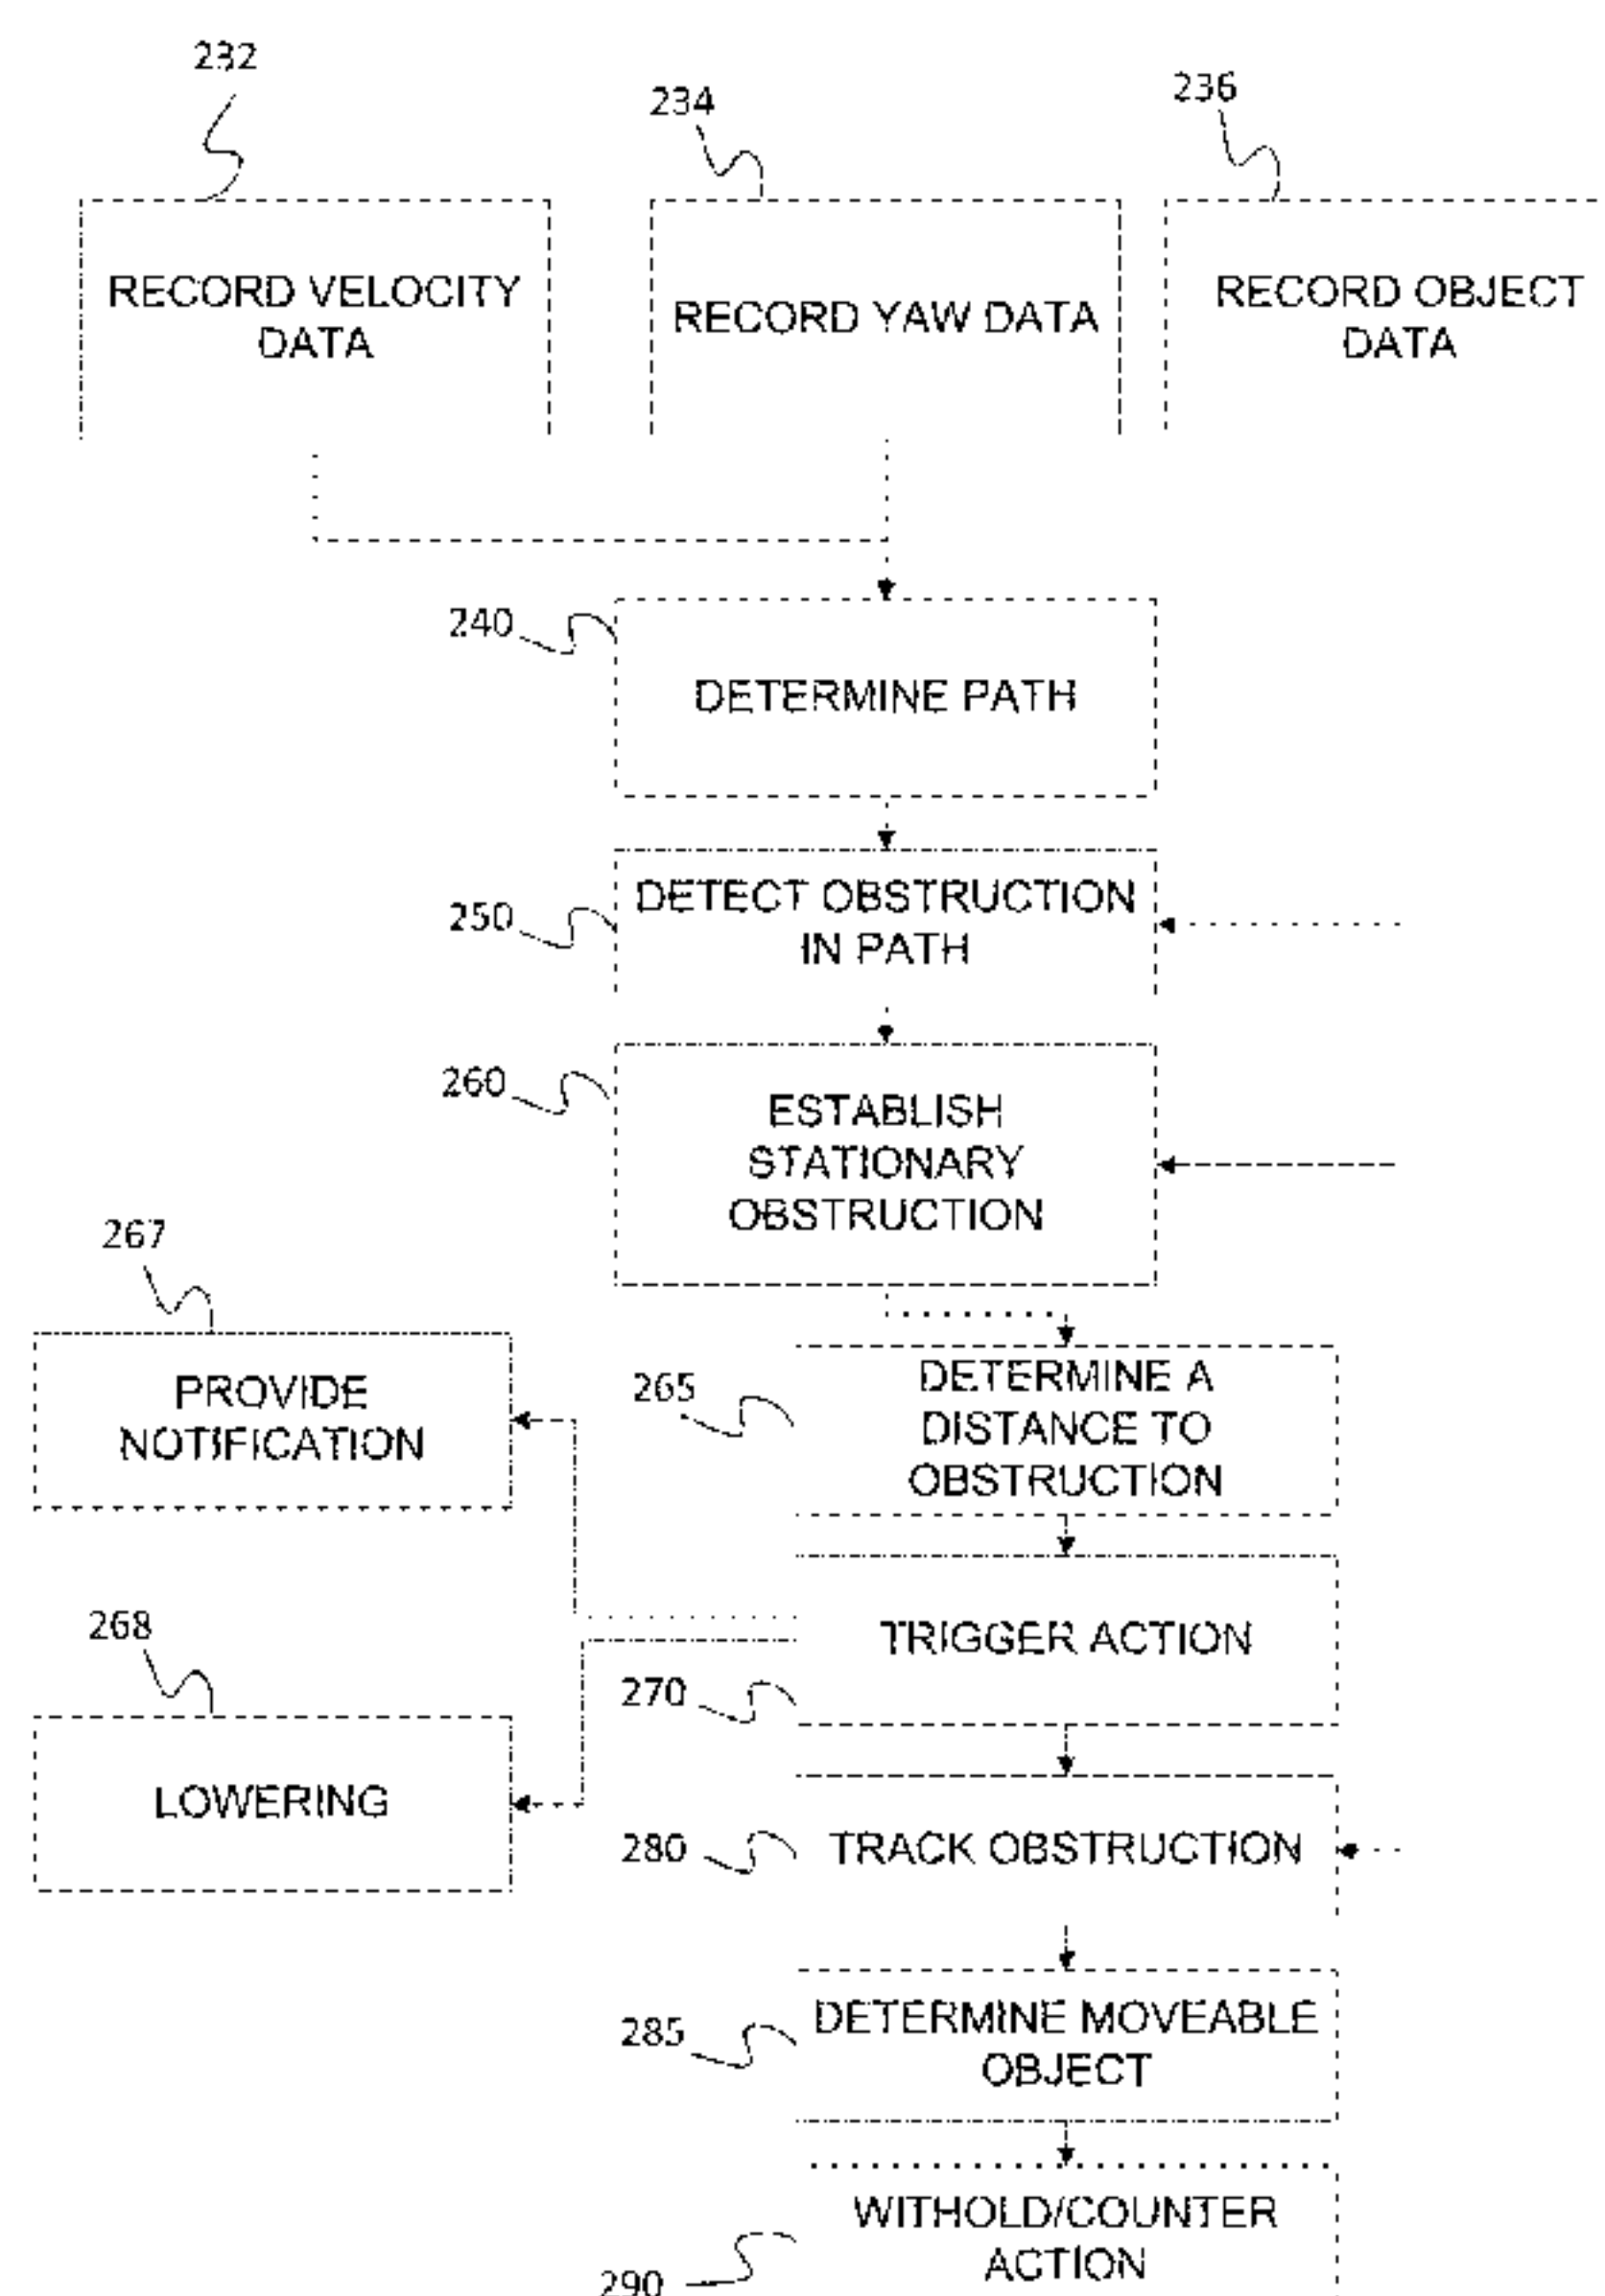 232
234
236
RECORD VELOCITY
DATA
RECORD YAW DATA
RECORD OBJECT
DATA
240
DETERMINE PATH
250
DETECT OBSTRUCTION
IN PATH
260
ESTABLISH
STATIONARY
OBSTRUCTION
267
PROVIDE
NOTIFICATION
265
DETERMINE A
DISTANCE TO
OBSTRUCTION
268
TRIGGER ACTION
270
LOWERING
280
TRACK OBSTRUCTION
285
DETERMINE MOVEABLE
OBJECT
WITHOLD/COUNTER
ACTION
290